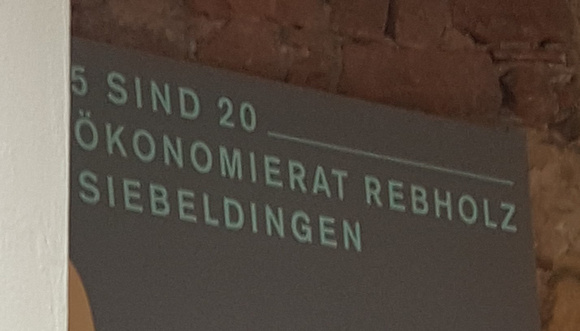 5 SIND 20
ÖKONOMIERAT REBHOLZ
SIEBELDINGEN